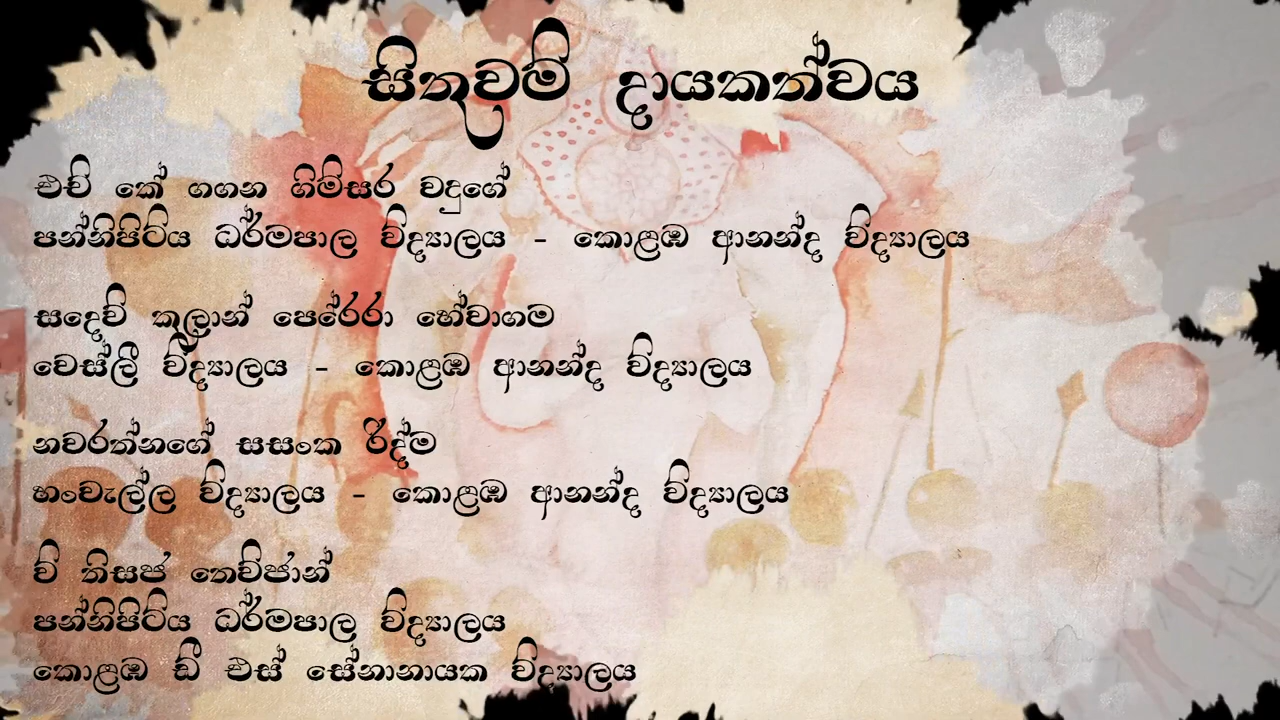 සිතුවම් දායකත්වය
එච් කේ ගගන ගිම්සර වදුගේ
පන්නිපිටිය ධර්මපාල විද්‍යාලය - කොළඹ ආනන්ද විද්‍යාලය
සදෙව් කුලාන් පෙරේරා හේවාගම
වෙස්ලි විද්‍යාලය - කොළඹ ආනන්ද විද්‍යාලය
නවරත්නගේ සසංක රිද්ම
හංවැල්ල විද්‍යාලය - කොළඹ ආනන්ද විද්‍යාලය
වි තිසජ තෙව්ජාන්
පන්නිපිටිය ධර්මපාල විද්‍යාලය
කොළඹ ඩී එස් සේනානායක විද්‍යාලය